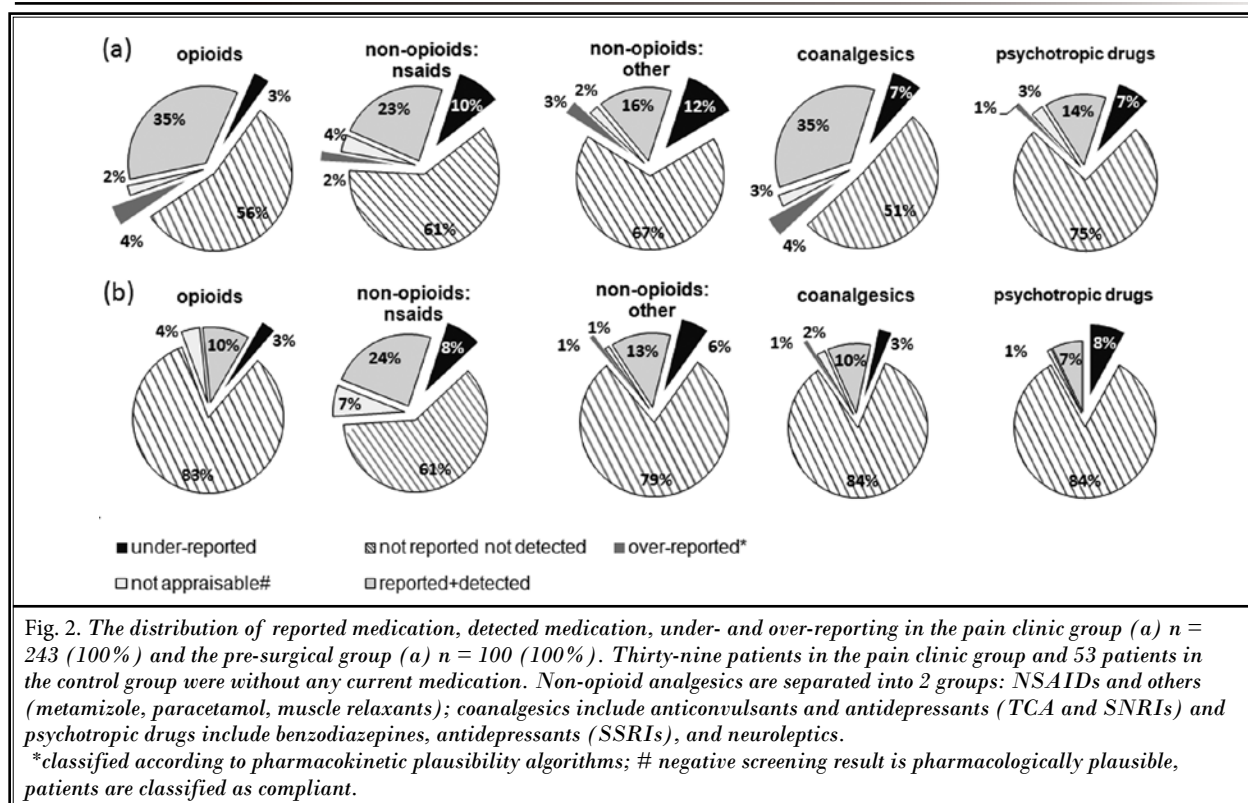 (a)
opioids
3%
35%
2%
4%
56%
non-opioids:
nsaids
10%
23%
4%
2%
61%
non-opioids:
other
12%
16%
2%
3%
67%
coanalgesics
7%
35%
3%
4%
51%
psychotropic drugs
7%
14%
3%
1%
75%
(b)
opioids
3%
10%
4%
83%
non-opioids:
nsaids
8%
24%
7%
61%
non-opioids:
other
6%
13%
1%
1%
79%
coanalgesics
3%
10%
2%
1%
84%
psychotropic drugs
8%
7%
1%
84%
under-reported
not reported not detected
over-reported*
not appraisable#
reported+detected
Fig. 2. The distribution of reported medication, detected medication, under- and over-reporting in the pain clinic group (a) n =
243 (100%) and the pre-surgical group (a) n = 100 (100%). Thirty-nine patients in the pain clinic group and 53 patients in
the control group were without any current medication. Non-opioid analgesics are separated into 2 groups: NSAIDs and others
(metamizole, paracetamol, muscle relaxants); coanalgesics include anticonvulsants and antidepressants (TCA and SNRIs) and
psychotropic drugs include benzodiazepines, antidepressants (SSRIs), and neuroleptics.
*classified according to pharmacokinetic plausibility algorithms; # negative screening result is pharmacologically plausible,
patients are classified as compliant.